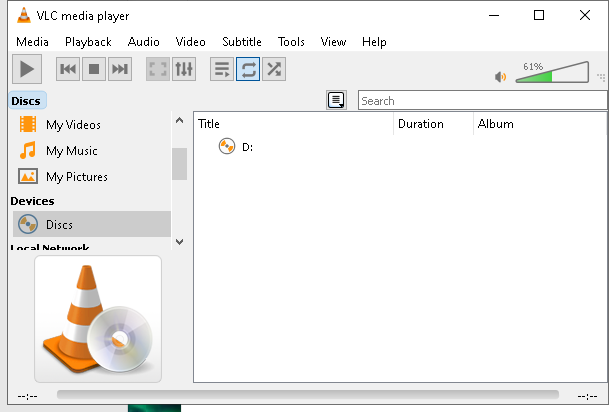 VLC media player
Media Playback Audio Video Subtitle Tools View Help
61%
Discs
Search
My Videos
My Music
My Pictures
Devices
Discs
Local Network
Title Duration Album
D:
--:-- --:--